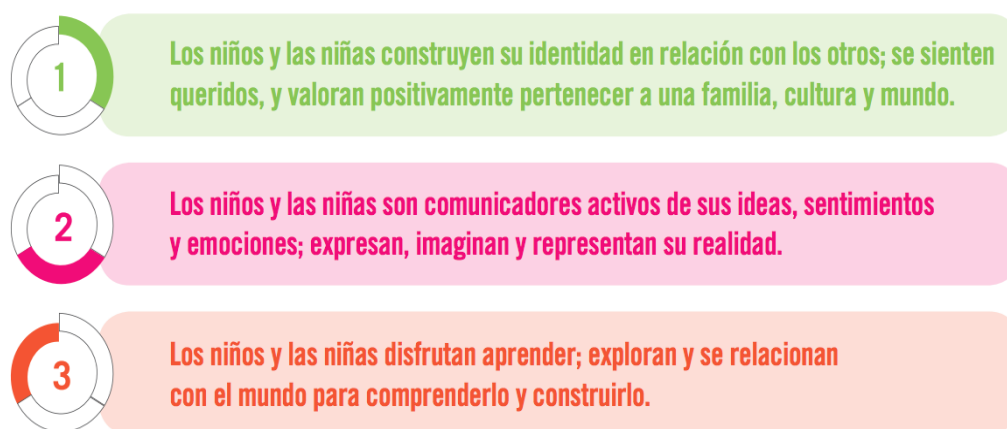 1
Los niños y las niñas construyen su identidad en relación con los otros; se sienten
queridos, y valoran positivamente pertenecer a una familia, cultura y mundo.
2
Los niños y las niñas son comunicadores activos de sus ideas, sentimientos
y emociones; expresan, imaginan y representan su realidad.
3
Los niños y las niñas disfrutan aprender; exploran y se relacionan
con el mundo para comprenderlo y construirlo.